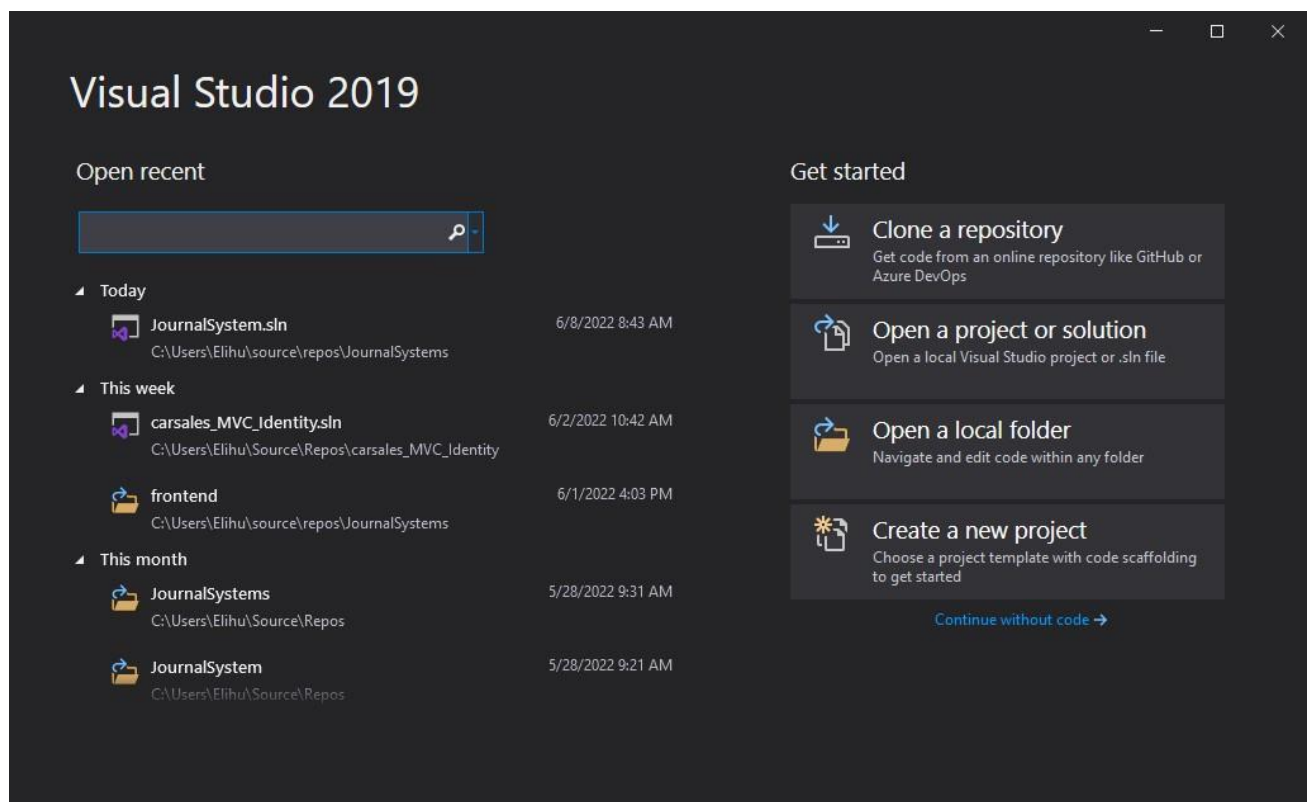 Visual Studio 2019
Open recent
Today
JournalSystem.sln 6/8/2022 8:43 AM
C:\Users\Elihu\source\repos\JournalSystems
This week
carsales_MVC_Identity.sln 6/2/2022 10:42 AM
C:\Users\Elihu\Source\Repos\carsales_MVC_Identity
frontend 6/1/2022 4:03 PM
C:\Users\Elihu\source\repos\JournalSystems
This month
JournalSystems 5/28/2022 9:31 AM
C:\Users\Elihu\Source\Repos
JournalSystem 5/28/2022 9:21 AM
C:\Users\Elihu\Source\Repos
Get started
Clone a repository
Get code from an online repository like GitHub or
Azure DevOps
Open a project or solution
Open a local Visual Studio project or .sln file
Open a local folder
Navigate and edit code within any folder
Create a new project
Choose a project template with code scaffolding
to get started
Continue without code →